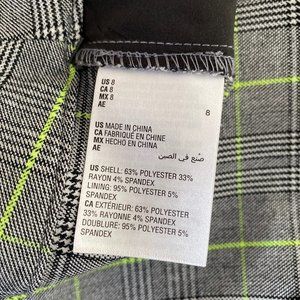 US 8
CA 8
MX 8
AE
8
US MADE IN CHINA
CA FABRIQUÉ EN CHINE
MX HECHO EN CHINA
AE
صنع في الصين
US SHELL: 63% POLYESTER 33%
RAYON 4% SPANDEX
LINING: 95% POLYESTER 5%
SPANDEX
CA EXTÉRIEUR: 63% POLYESTER
33% RAYONNE 4% SPANDEX
DOUBLURE: 95% POLYESTER 5%
SPANDEX